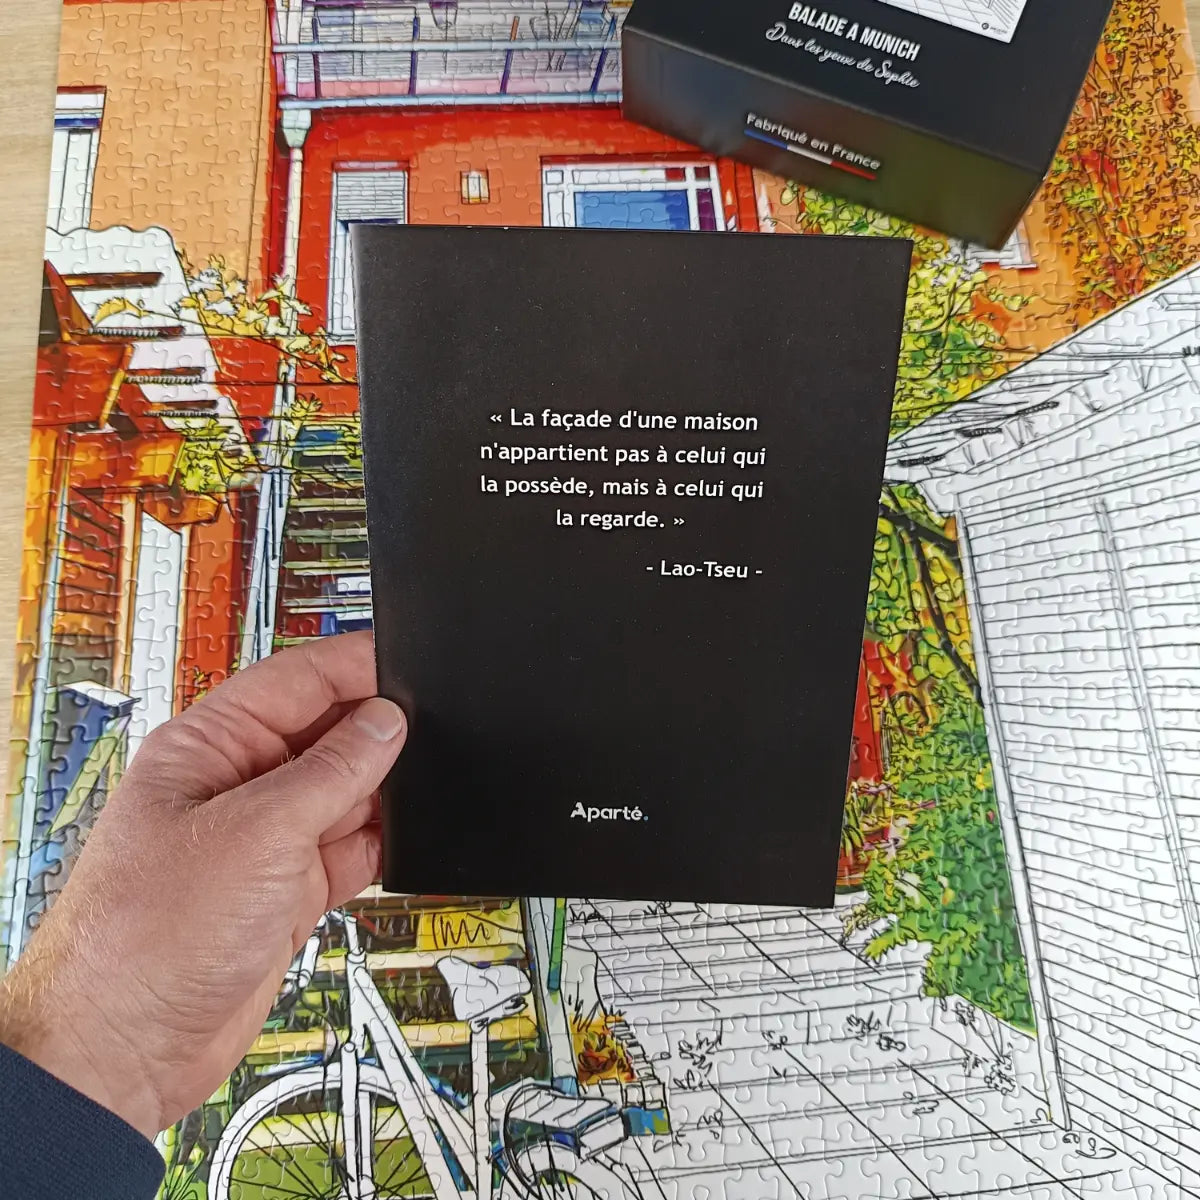 BALADE A MUNICH
Dans les yeux de Sophie
Fabriqué en France
« La façade d'une maison
n'appartient pas à celui qui
la possède, mais à celui qui
la regarde. »
- Lao-Tseu -
Aparté.